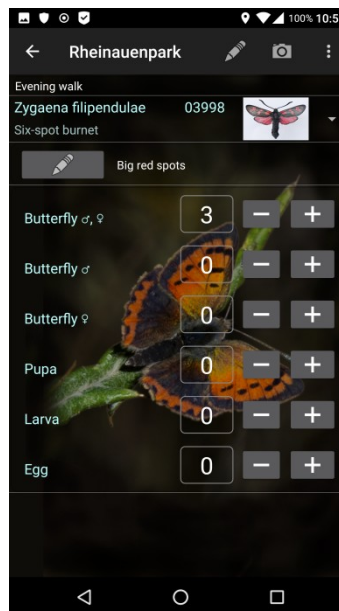 100% 10:5
Rheinauenpark
Evening walk
Zygaena filipendulae 03998
Six-spot burnet
Big red spots
Butterfly ♂, ♀ 3 − +
Butterfly ♂ 0 − +
Butterfly ♀ 0 − +
Pupa 0 − +
Larva 0 − +
Egg 0 − +